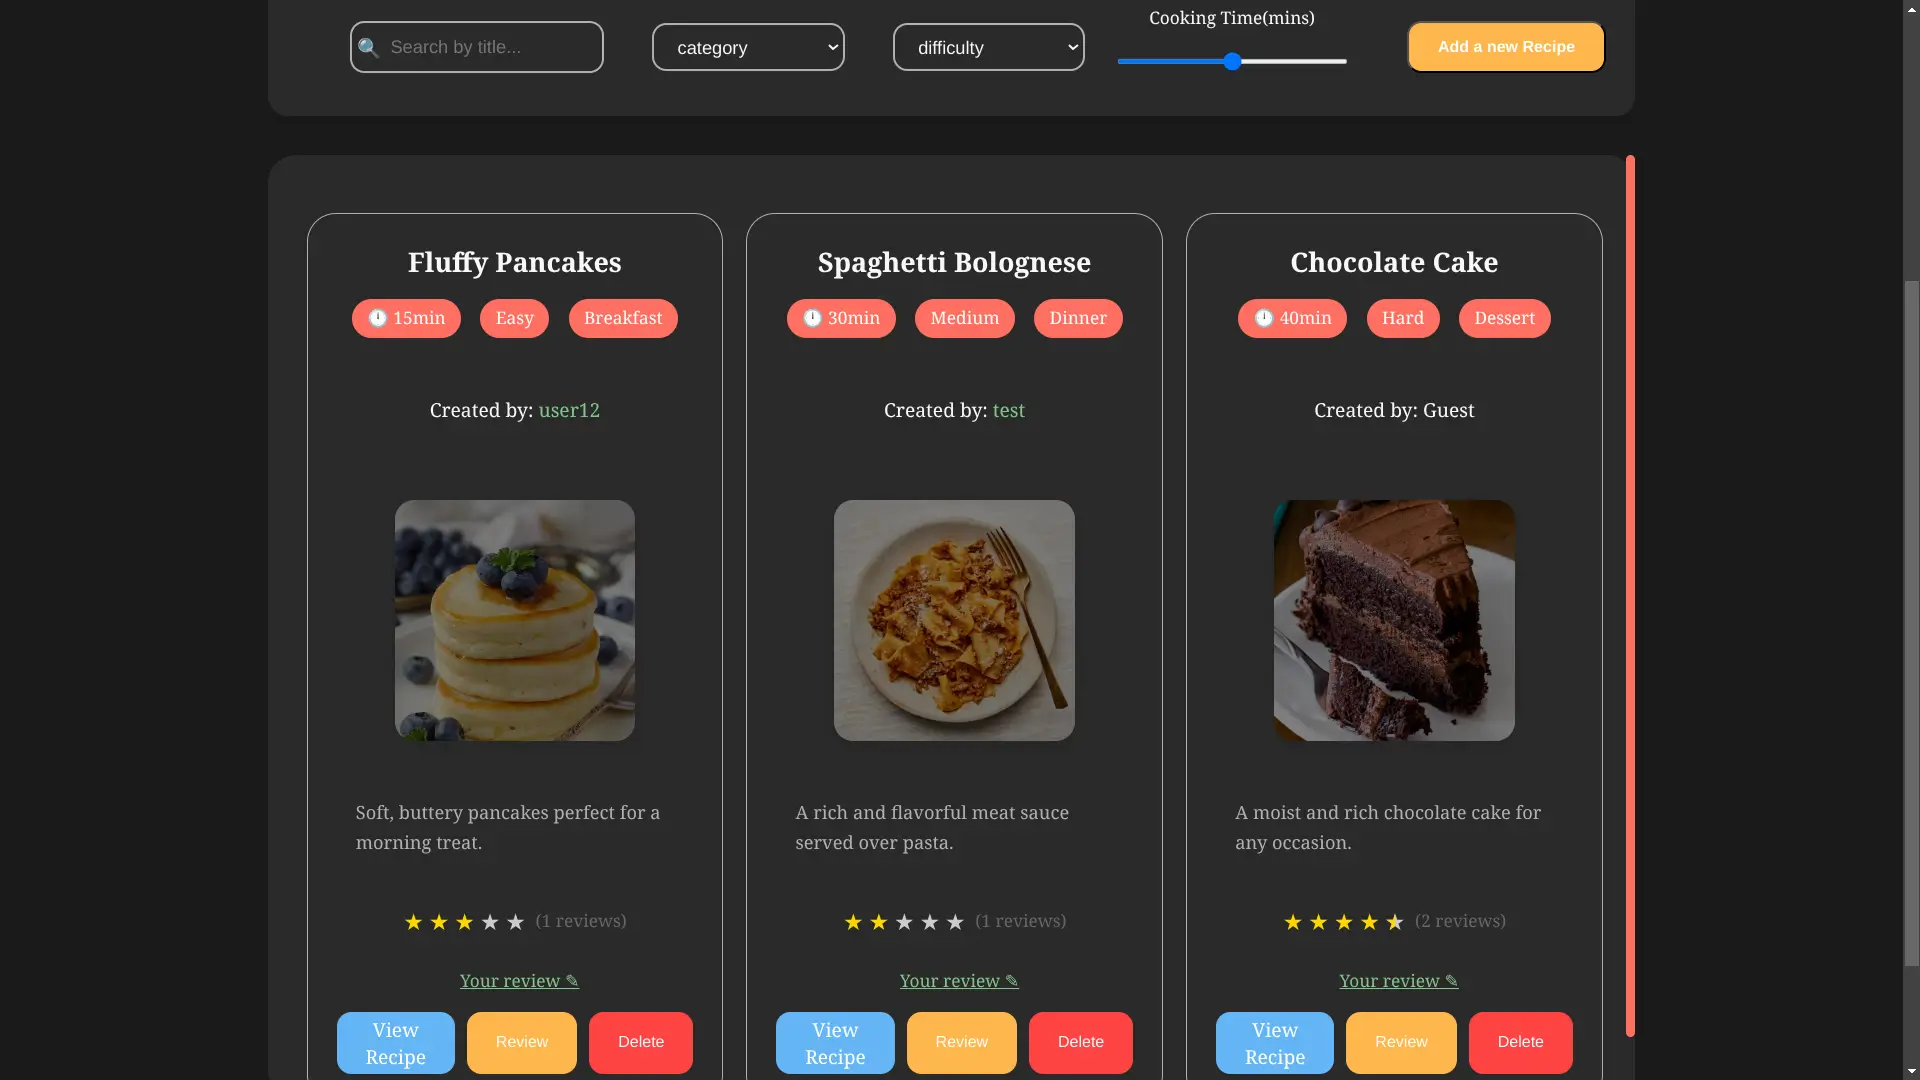 Cooking Time(mins)
🔍 Search by title...
category
difficulty
Add a new Recipe
Fluffy Pancakes
🕛 15min Easy Breakfast
Created by: user12
Soft, buttery pancakes perfect for a
morning treat.
★ ★ ★ ★ ★ (1 reviews)
Your review ✎
View
Recipe
Review
Delete
Spaghetti Bolognese
🕛 30min Medium Dinner
Created by: test
A rich and flavorful meat sauce
served over pasta.
★ ★ ★ ★ ★ (1 reviews)
Your review ✎
View
Recipe
Review
Delete
Chocolate Cake
🕛 40min Hard Dessert
Created by: Guest
A moist and rich chocolate cake for
any occasion.
★ ★ ★ ★ ★ (2 reviews)
Your review ✎
View
Recipe
Review
Delete